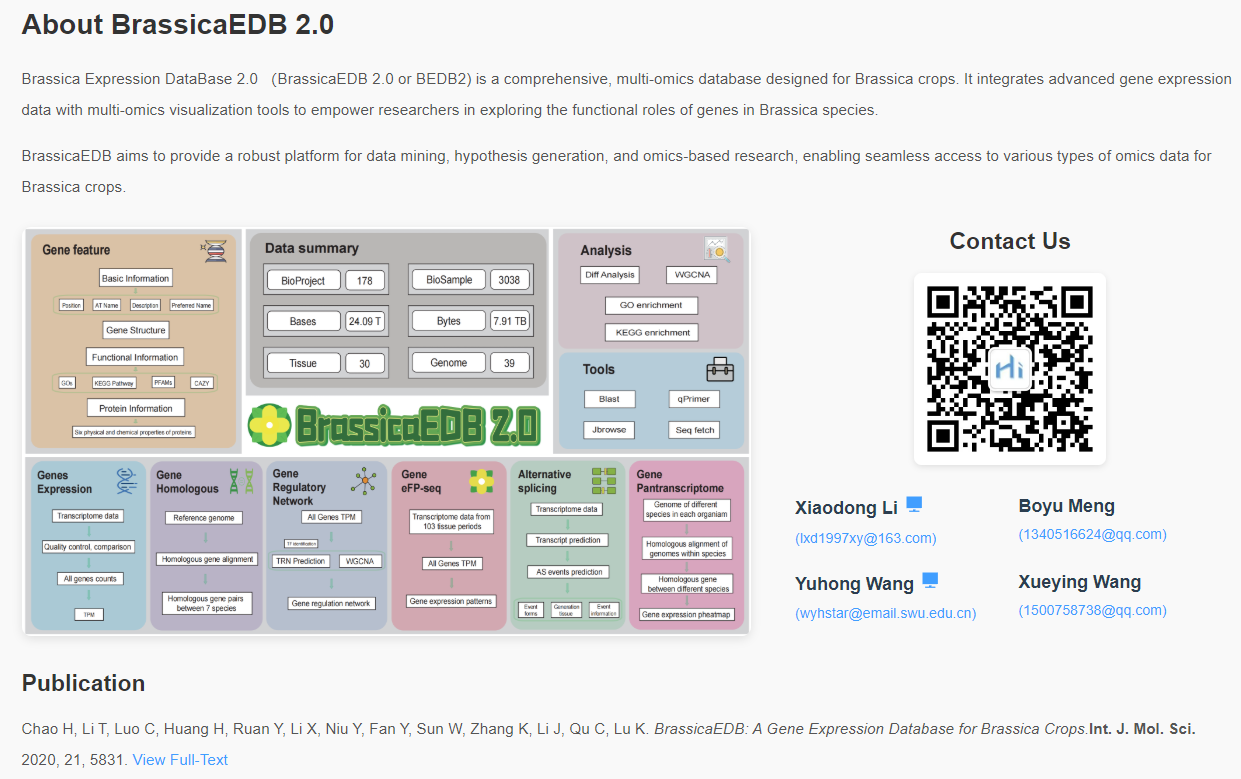 About BrassicaEDB 2.0
Brassica Expression DataBase 2.0 (BrassicaEDB 2.0 or BEDB2) is a comprehensive, multi-omics database designed for Brassica crops. It integrates advanced gene expression
data with multi-omics visualization tools to empower researchers in exploring the functional roles of genes in Brassica species.
BrassicaEDB aims to provide a robust platform for data mining, hypothesis generation, and omics-based research, enabling seamless access to various types of omics data for
Brassica crops.
Gene feature
Basic Information
Position AT Name Description Preferred Name
Gene Structure
Functional Information
GOs KEGG Pathway PFAMs CAZY
Protein Information
Six physical and chemical properties of proteins
Data summary
BioProject 178 BioSample 3038
Bases 24.09 T Bytes 7.91 TB
Tissue 30 Genome 39
BrassicaEDB 2.0
Analysis
Diff Analysis WGCNA
GO enrichment
KEGG enrichment
Tools
Blast qPrimer
Jbrowse Seq fetch
Genes
Expression
Transcriptome data
Quality control, comparison
All genes counts
TPM
Gene
Homologous
Reference genome
Homologous gene alignment
Homologous gene pairs
between 7 species
Gene
Regulatory
Network
All Genes TPM
TF identification
TRN Prediction WGCNA
Gene regulation network
Gene
eFP-seq
Transcriptome data from
103 tissue periods
All Genes TPM
Gene expression patterns
Alternative
splicing
Transcriptome data
Transcript prediction
AS events prediction
Event
forms
Generation
tissue
Event
information
Gene
Pantranscriptome
Genome of different
species in each organiam
Homologous alignment of
genomes within species
Homologous gene
between different species
Gene expression pheatmap
Contact Us
Hi
Xiaodong Li
(lxd1997xy@163.com)
Boyu Meng
(1340516624@qq.com)
Yuhong Wang
(wyhstar@email.swu.edu.cn)
Xueying Wang
(1500758738@qq.com)
Publication
Chao H, Li T, Luo C, Huang H, Ruan Y, Li X, Niu Y, Fan Y, Sun W, Zhang K, Li J, Qu C, Lu K. BrassicaEDB: A Gene Expression Database for Brassica Crops.Int. J. Mol. Sci.
2020, 21, 5831. View Full-Text